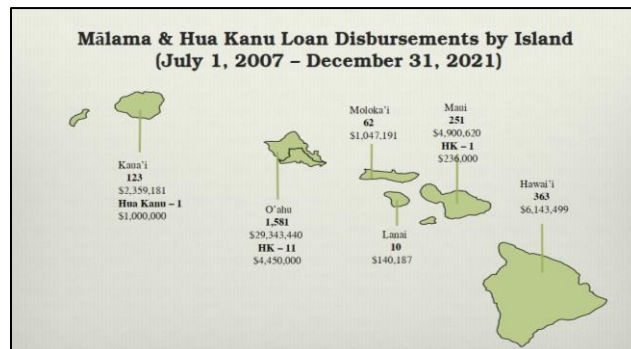 Mālama & Hua Kanu Loan Disbursements by Island
(July 1, 2007 – December 31, 2021)
Kaua'i
123
$2,359,181
Hua Kanu – 1
$1,000,000
O'ahu
1,581
$29,343,440
HK – 11
$4,450,000
Moloka'i
62
$1,047,191
Lanai
10
$140,187
Maui
251
$4,900,620
HK – 1
$236,000
Hawai'i
363
$6,143,499